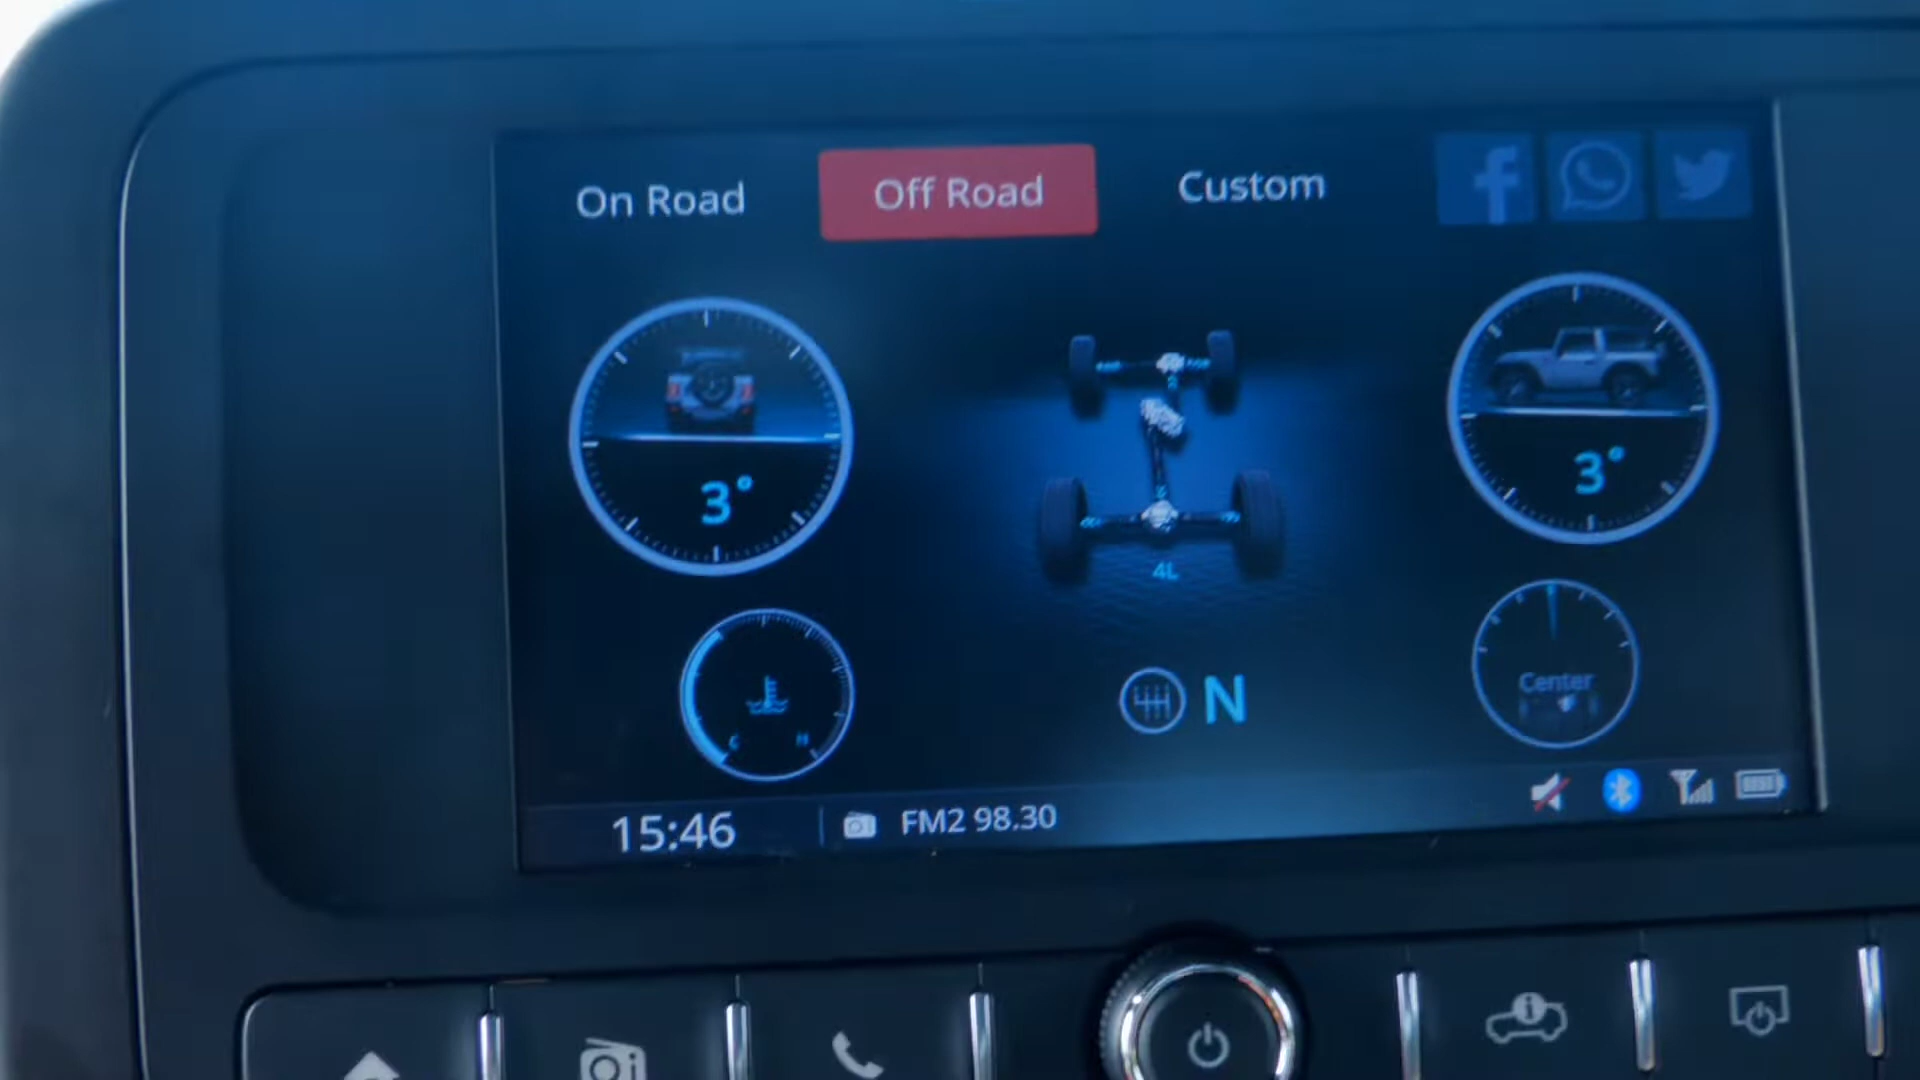 On Road
Off Road
Custom
3°
3°
4L
C H
N
Center
15:46
FM2 98.30